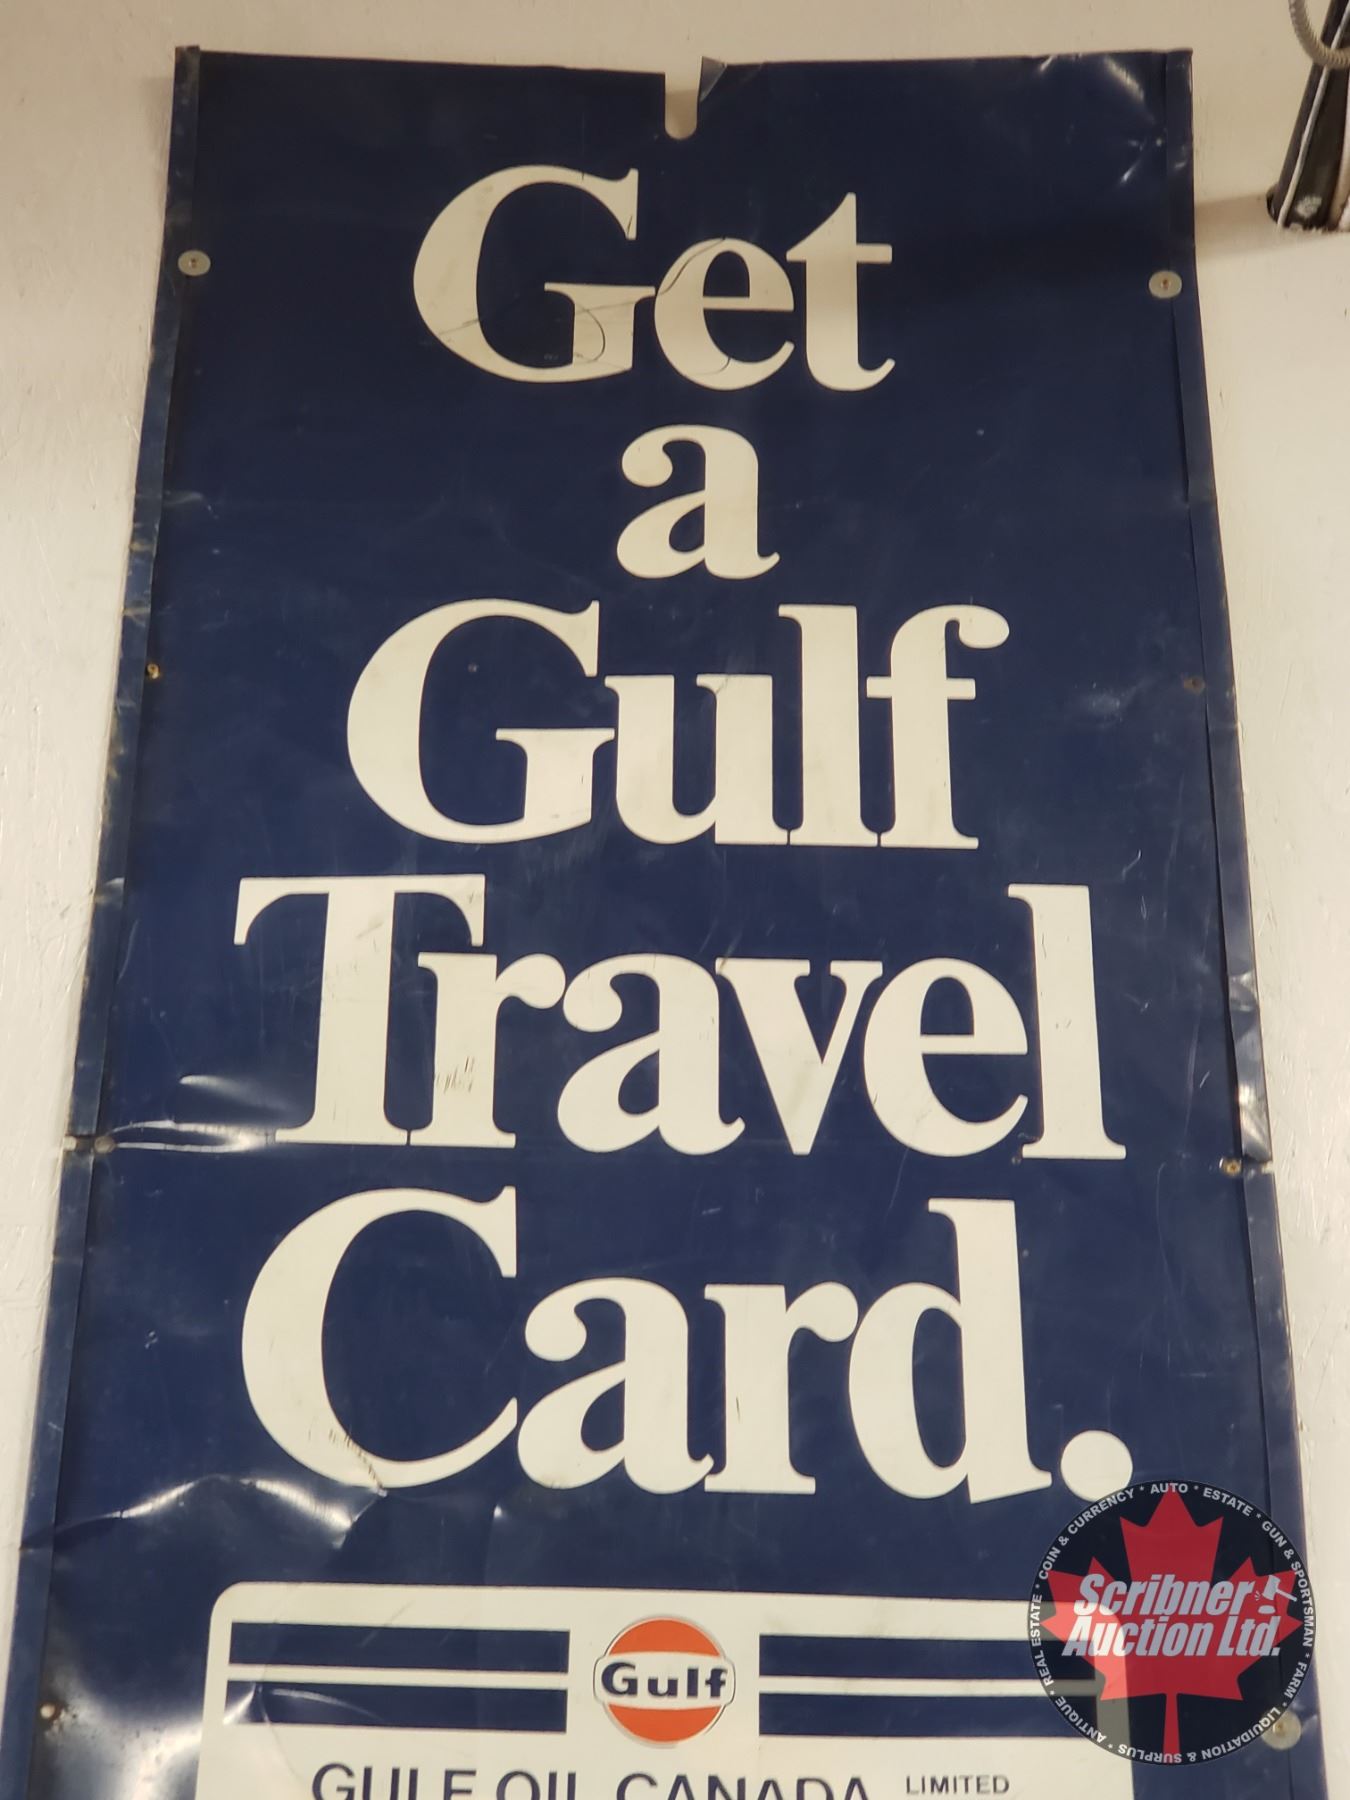 Get
a
Gulf
Travel
Card.
Gulf
GULF OIL CANADA LIMITED
Scribner
Auction Ltd.
COIN & CURRENCY * AUTO * ESTATE * GUN & SPORTSMAN * FARM * LIQUIDATION & SURPLUS * ANTIQUE * REAL ESTATE *